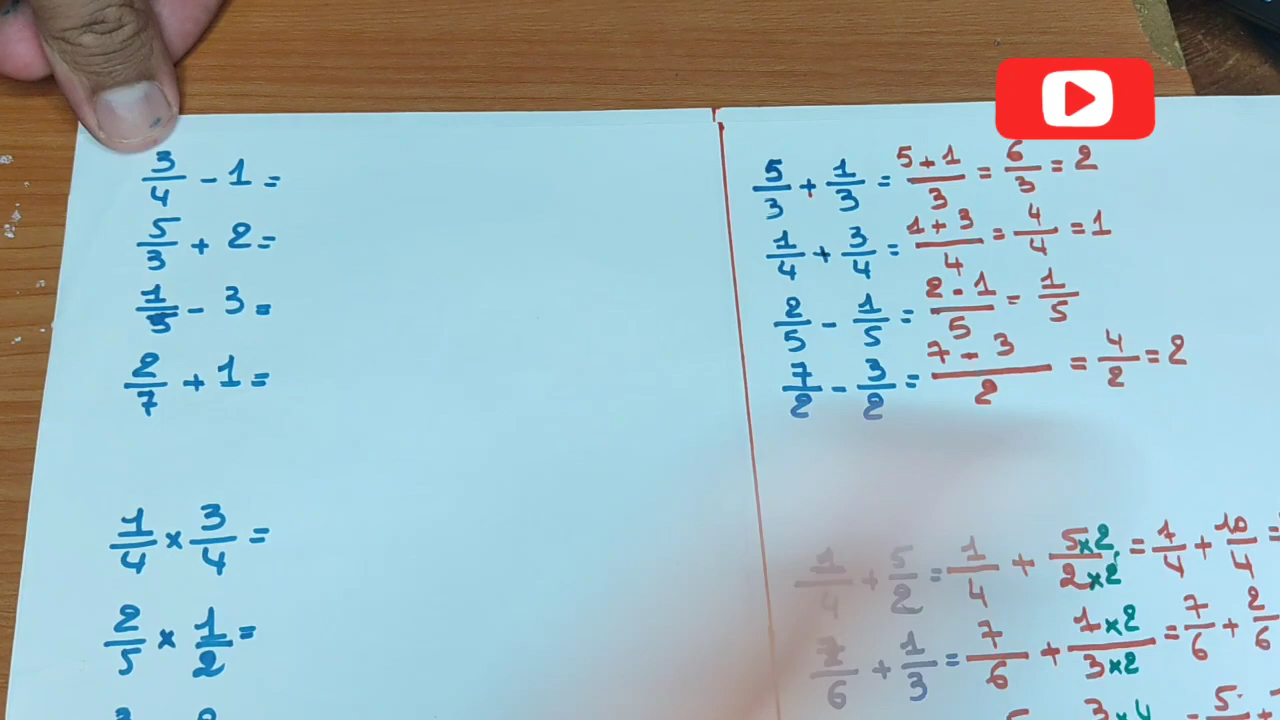 3/4 - 1 =
5/3 + 2 =
1/5 - 3 =
2/7 + 1 =
1/4 × 3/4 =
2/5 × 1/2 =
5/3 + 1/3 = (5+1)/3 = 6/3 = 2
1/4 + 3/4 = (1+3)/4 = 4/4 = 1
2/5 - 1/5 = (2-1)/5 = 1/5
7/2 - 3/2 = (7-3)/2 = 4/2 = 2
1/4 + 5/2 = 1/4 + (5×2)/(2×2) = 1/4 + 10/4 =
7/6 + 1/3 = 7/6 + (1×2)/(3×2) = 7/6 + 2/6